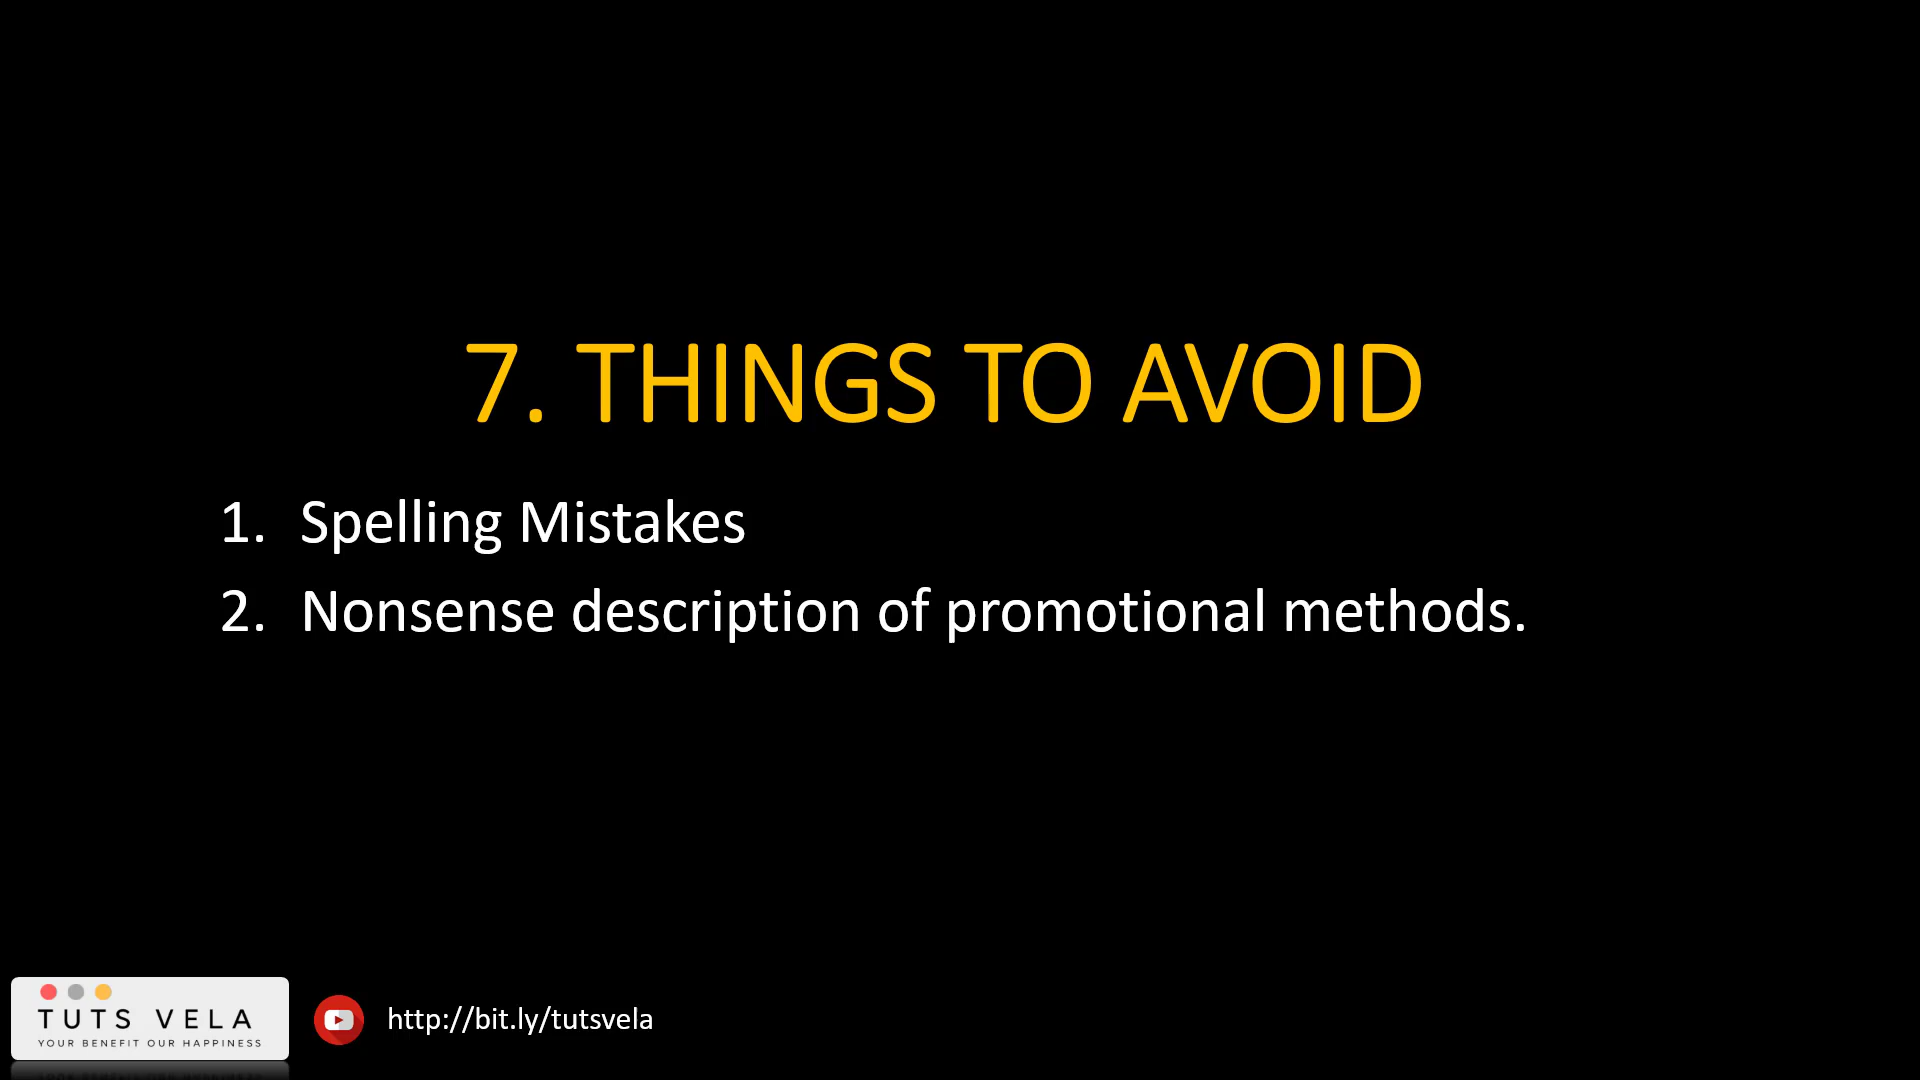 7. THINGS TO AVOID
1. Spelling Mistakes
2. Nonsense description of promotional methods.
TUTS VELA
YOUR BENEFIT OUR HAPPINESS
http://bit.ly/tutsvela